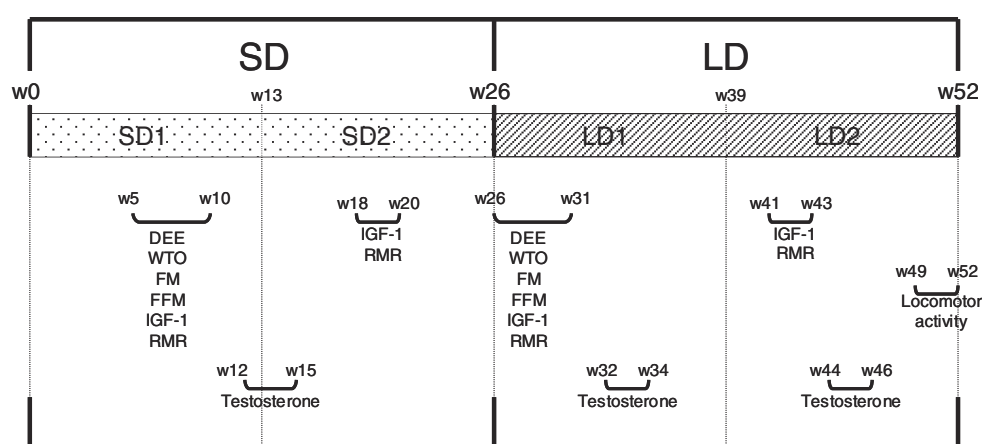 SD LD
w0 w13 w26 w39 w52
SD1 SD2 LD1 LD2
w5 w10
DEE
WTO
FM
FFM
IGF-1
RMR
w18 w20
IGF-1
RMR
w26 w31
DEE
WTO
FM
FFM
IGF-1
RMR
w41 w43
IGF-1
RMR
w49 w52
Locomotor
activity
w12 w15
Testosterone
w32 w34
Testosterone
w44 w46
Testosterone